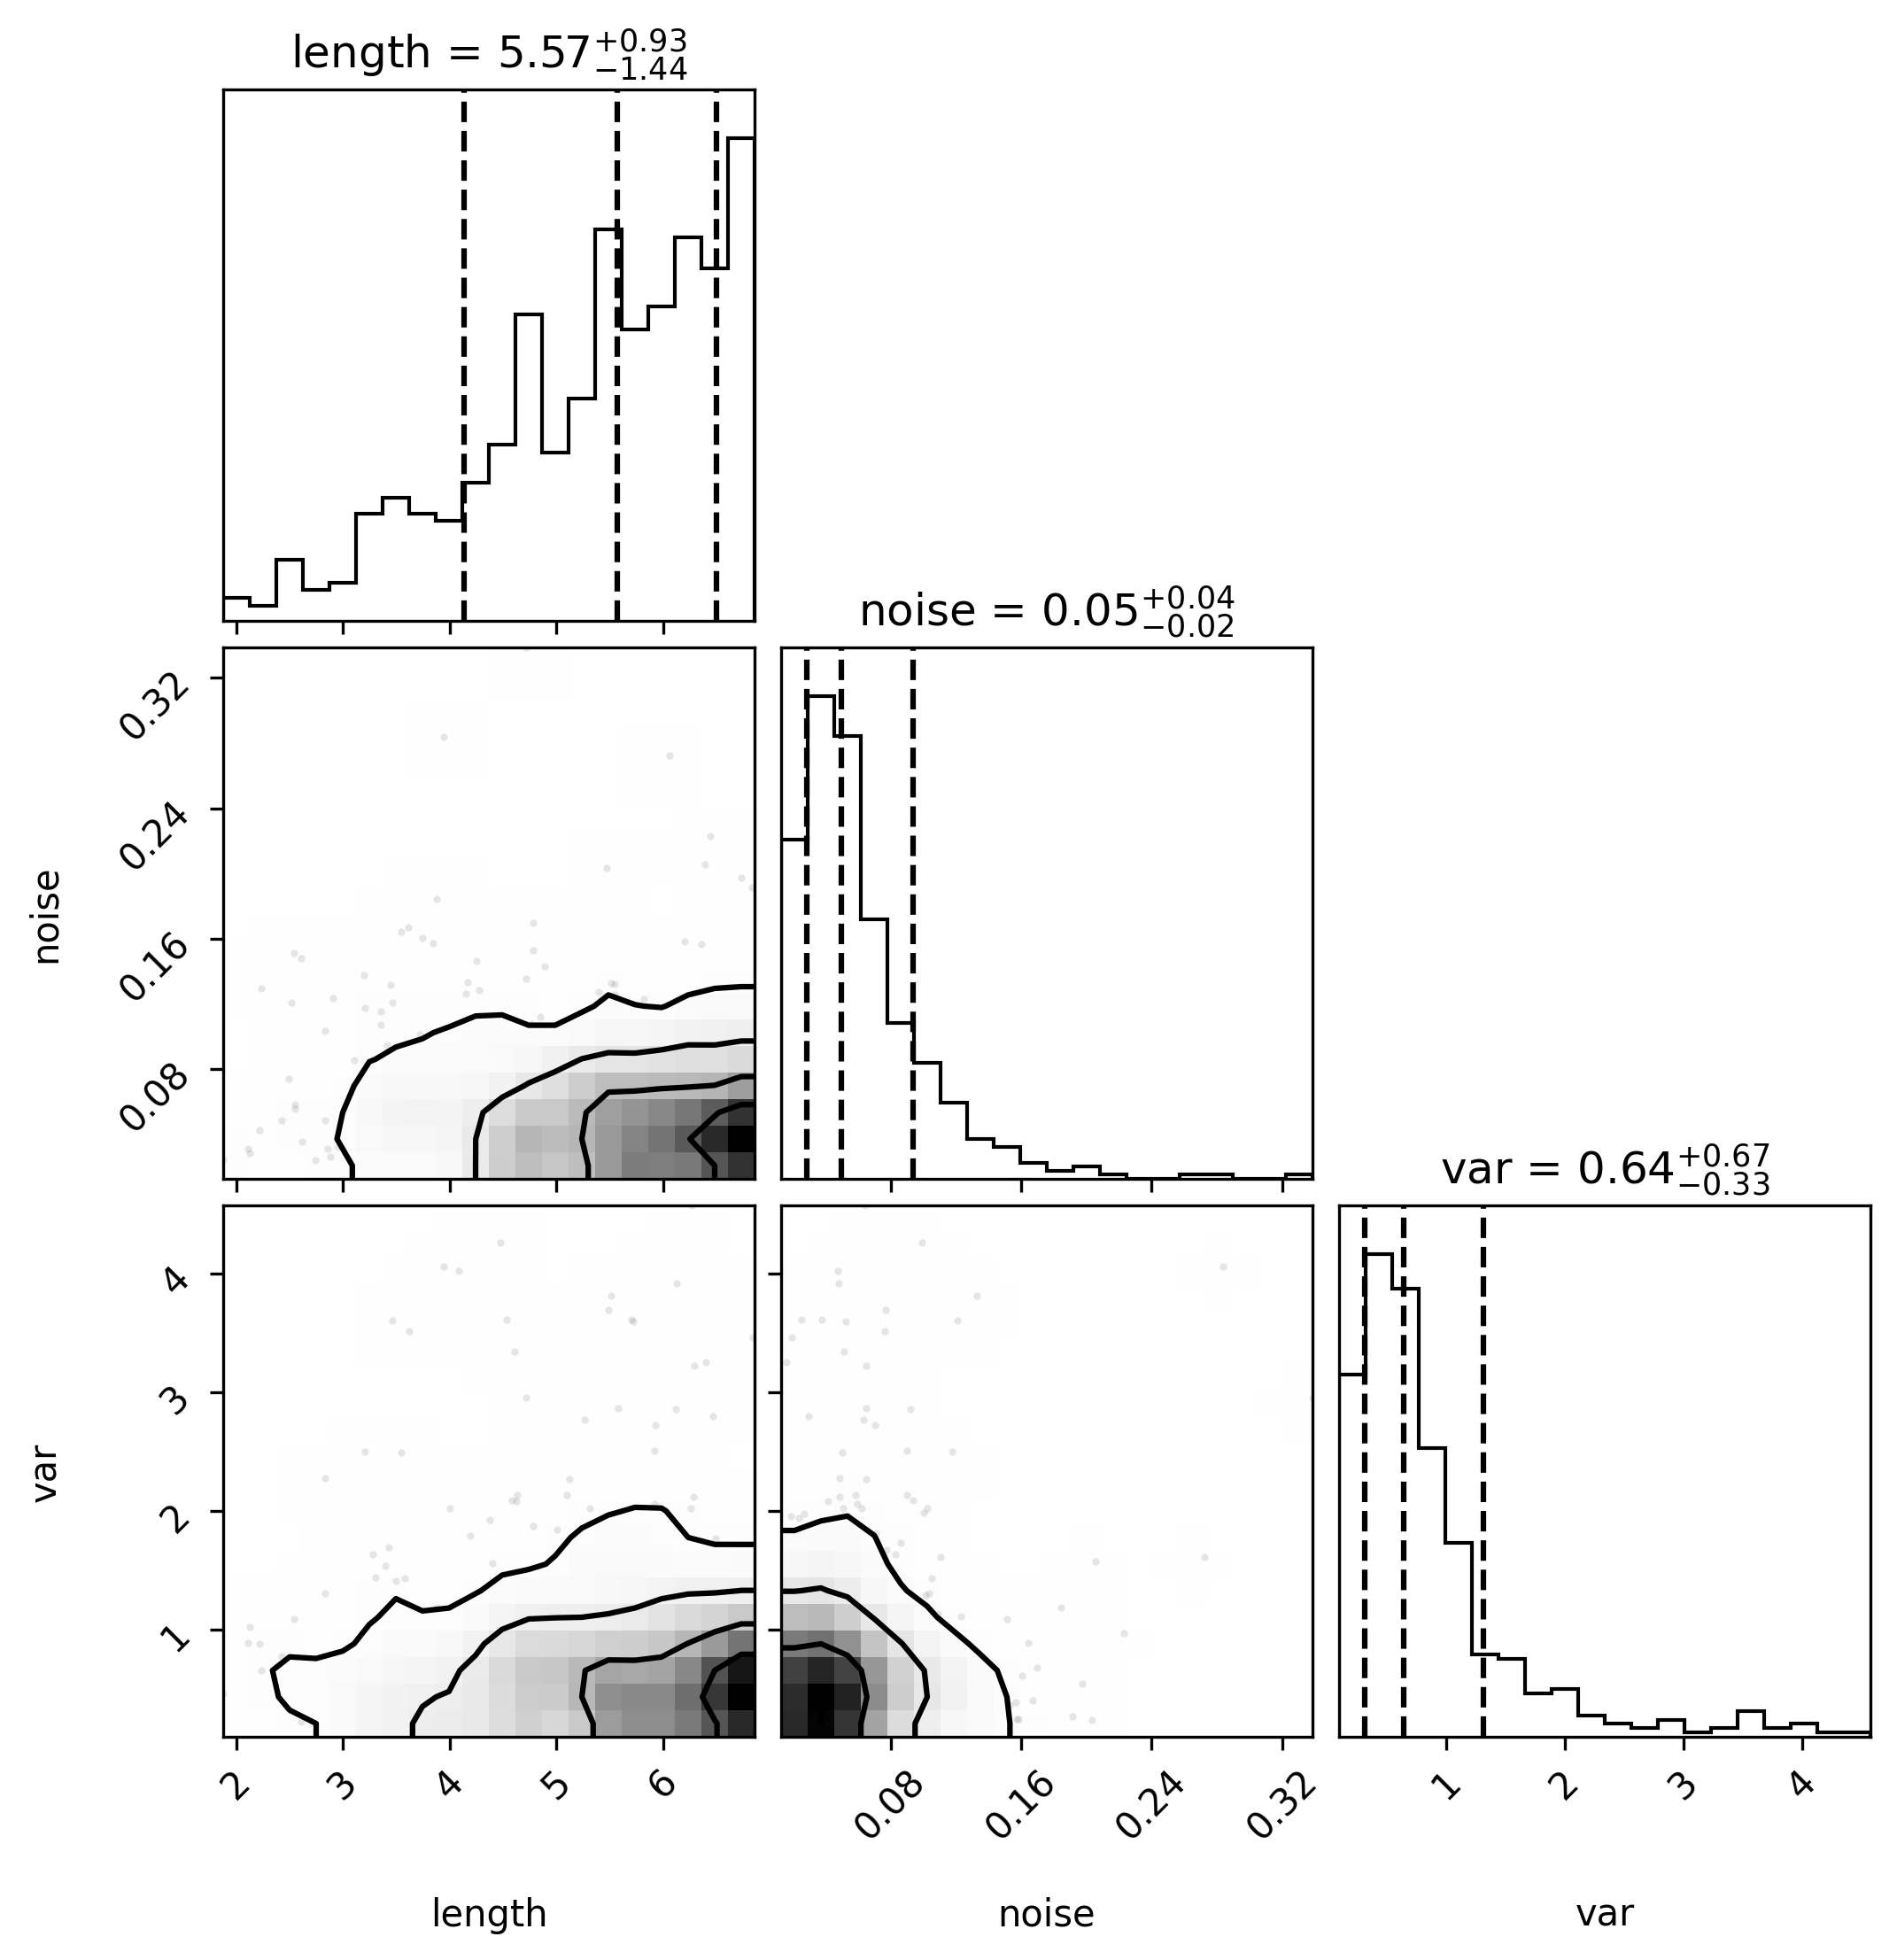 length = 5.57 +0.93 −1.44
noise = 0.05 +0.04 −0.02
0.32
0.24
0.16
0.08
noise
var = 0.64 +0.67 −0.33
4
3
2
1
var
2 3 4 5 6 0.08 0.16 0.24 0.32 1 2 3 4
length noise var